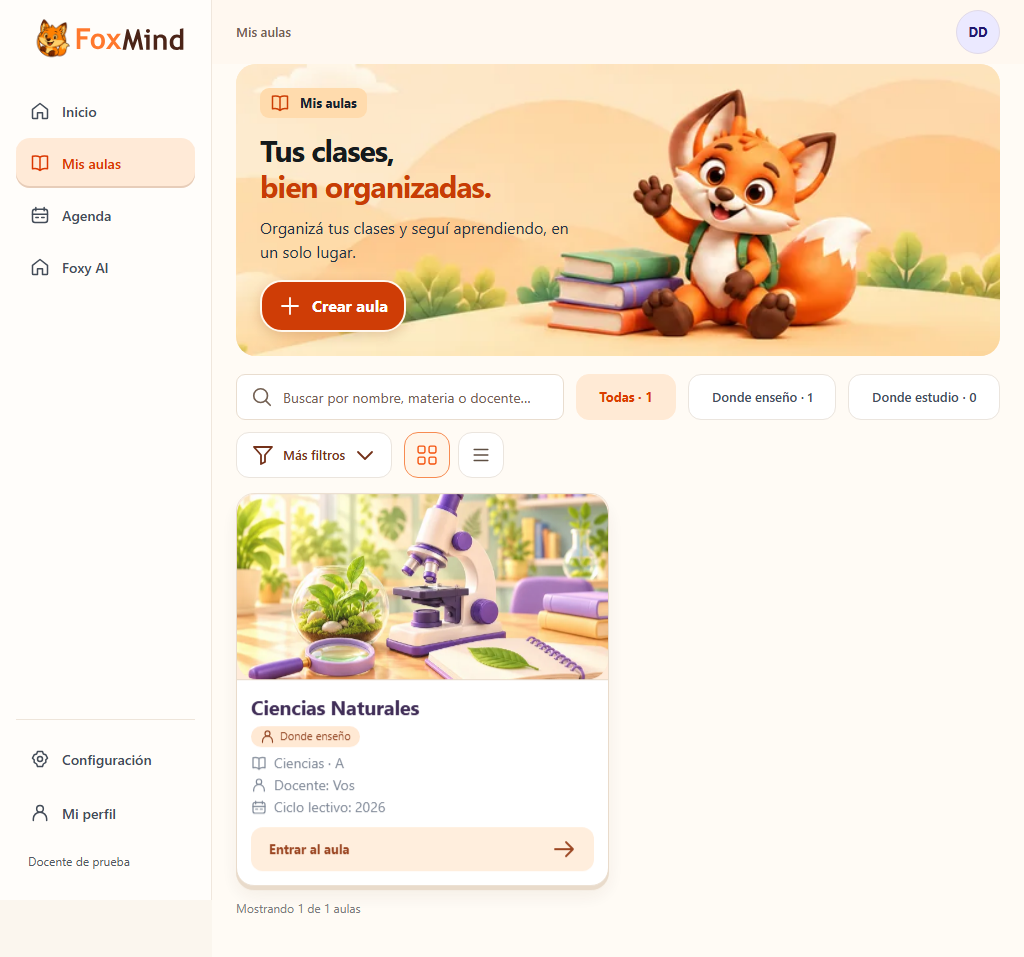 FoxMind
Inicio
Mis aulas
Agenda
Foxy AI
Configuración
Mi perfil
Docente de prueba
Mis aulas
DD
Mis aulas
Tus clases,
bien organizadas.
Organizá tus clases y seguí aprendiendo, en
un solo lugar.
Crear aula
Buscar por nombre, materia o docente...
Todas · 1
Donde enseño · 1
Donde estudio · 0
Más filtros
Ciencias Naturales
Donde enseño
Ciencias · A
Docente: Vos
Ciclo lectivo: 2026
Entrar al aula
Mostrando 1 de 1 aulas